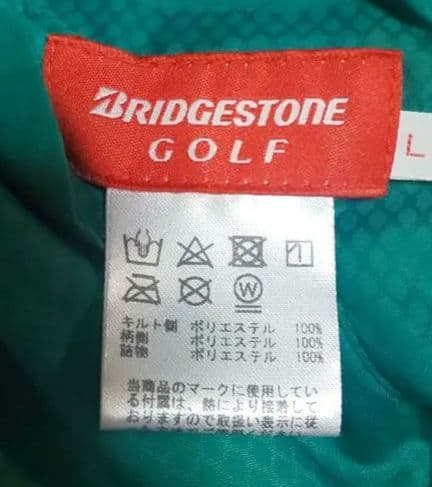 BRIDGESTONE
GOLF
L
W
キルト側 ポリエステル 100%
柄側 ポリエステル 100%
詰物 ポリエステル 100%
当商品のマークに使用してい
る付属は、熱により接着して
おりますので取扱い表示に従